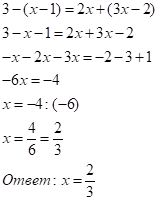 3-(x-1)=2x+(3x-2)
3-x-1=2x+3x-2
-x-2x-3x=-2-3+1
-6x=-4
x=-4:(-6)
x=4/6=2/3
Ответ: x=2/3